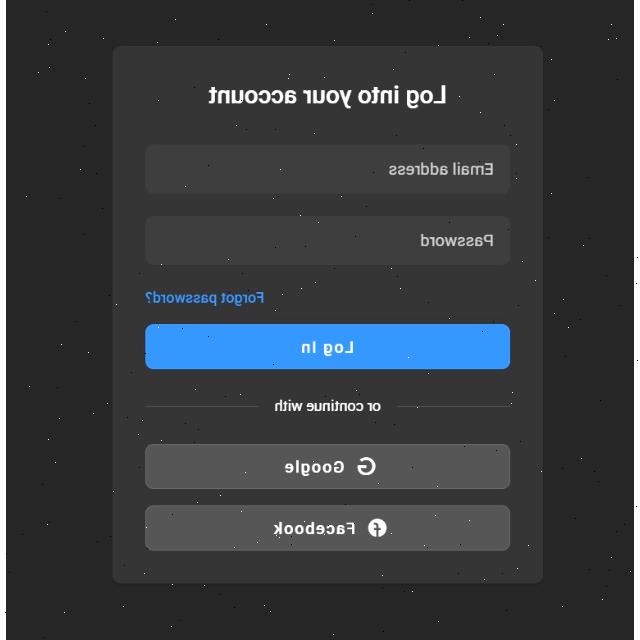 Log into your account
Email address
Password
Forgot password?
Log In
or continue with
Google
Facebook